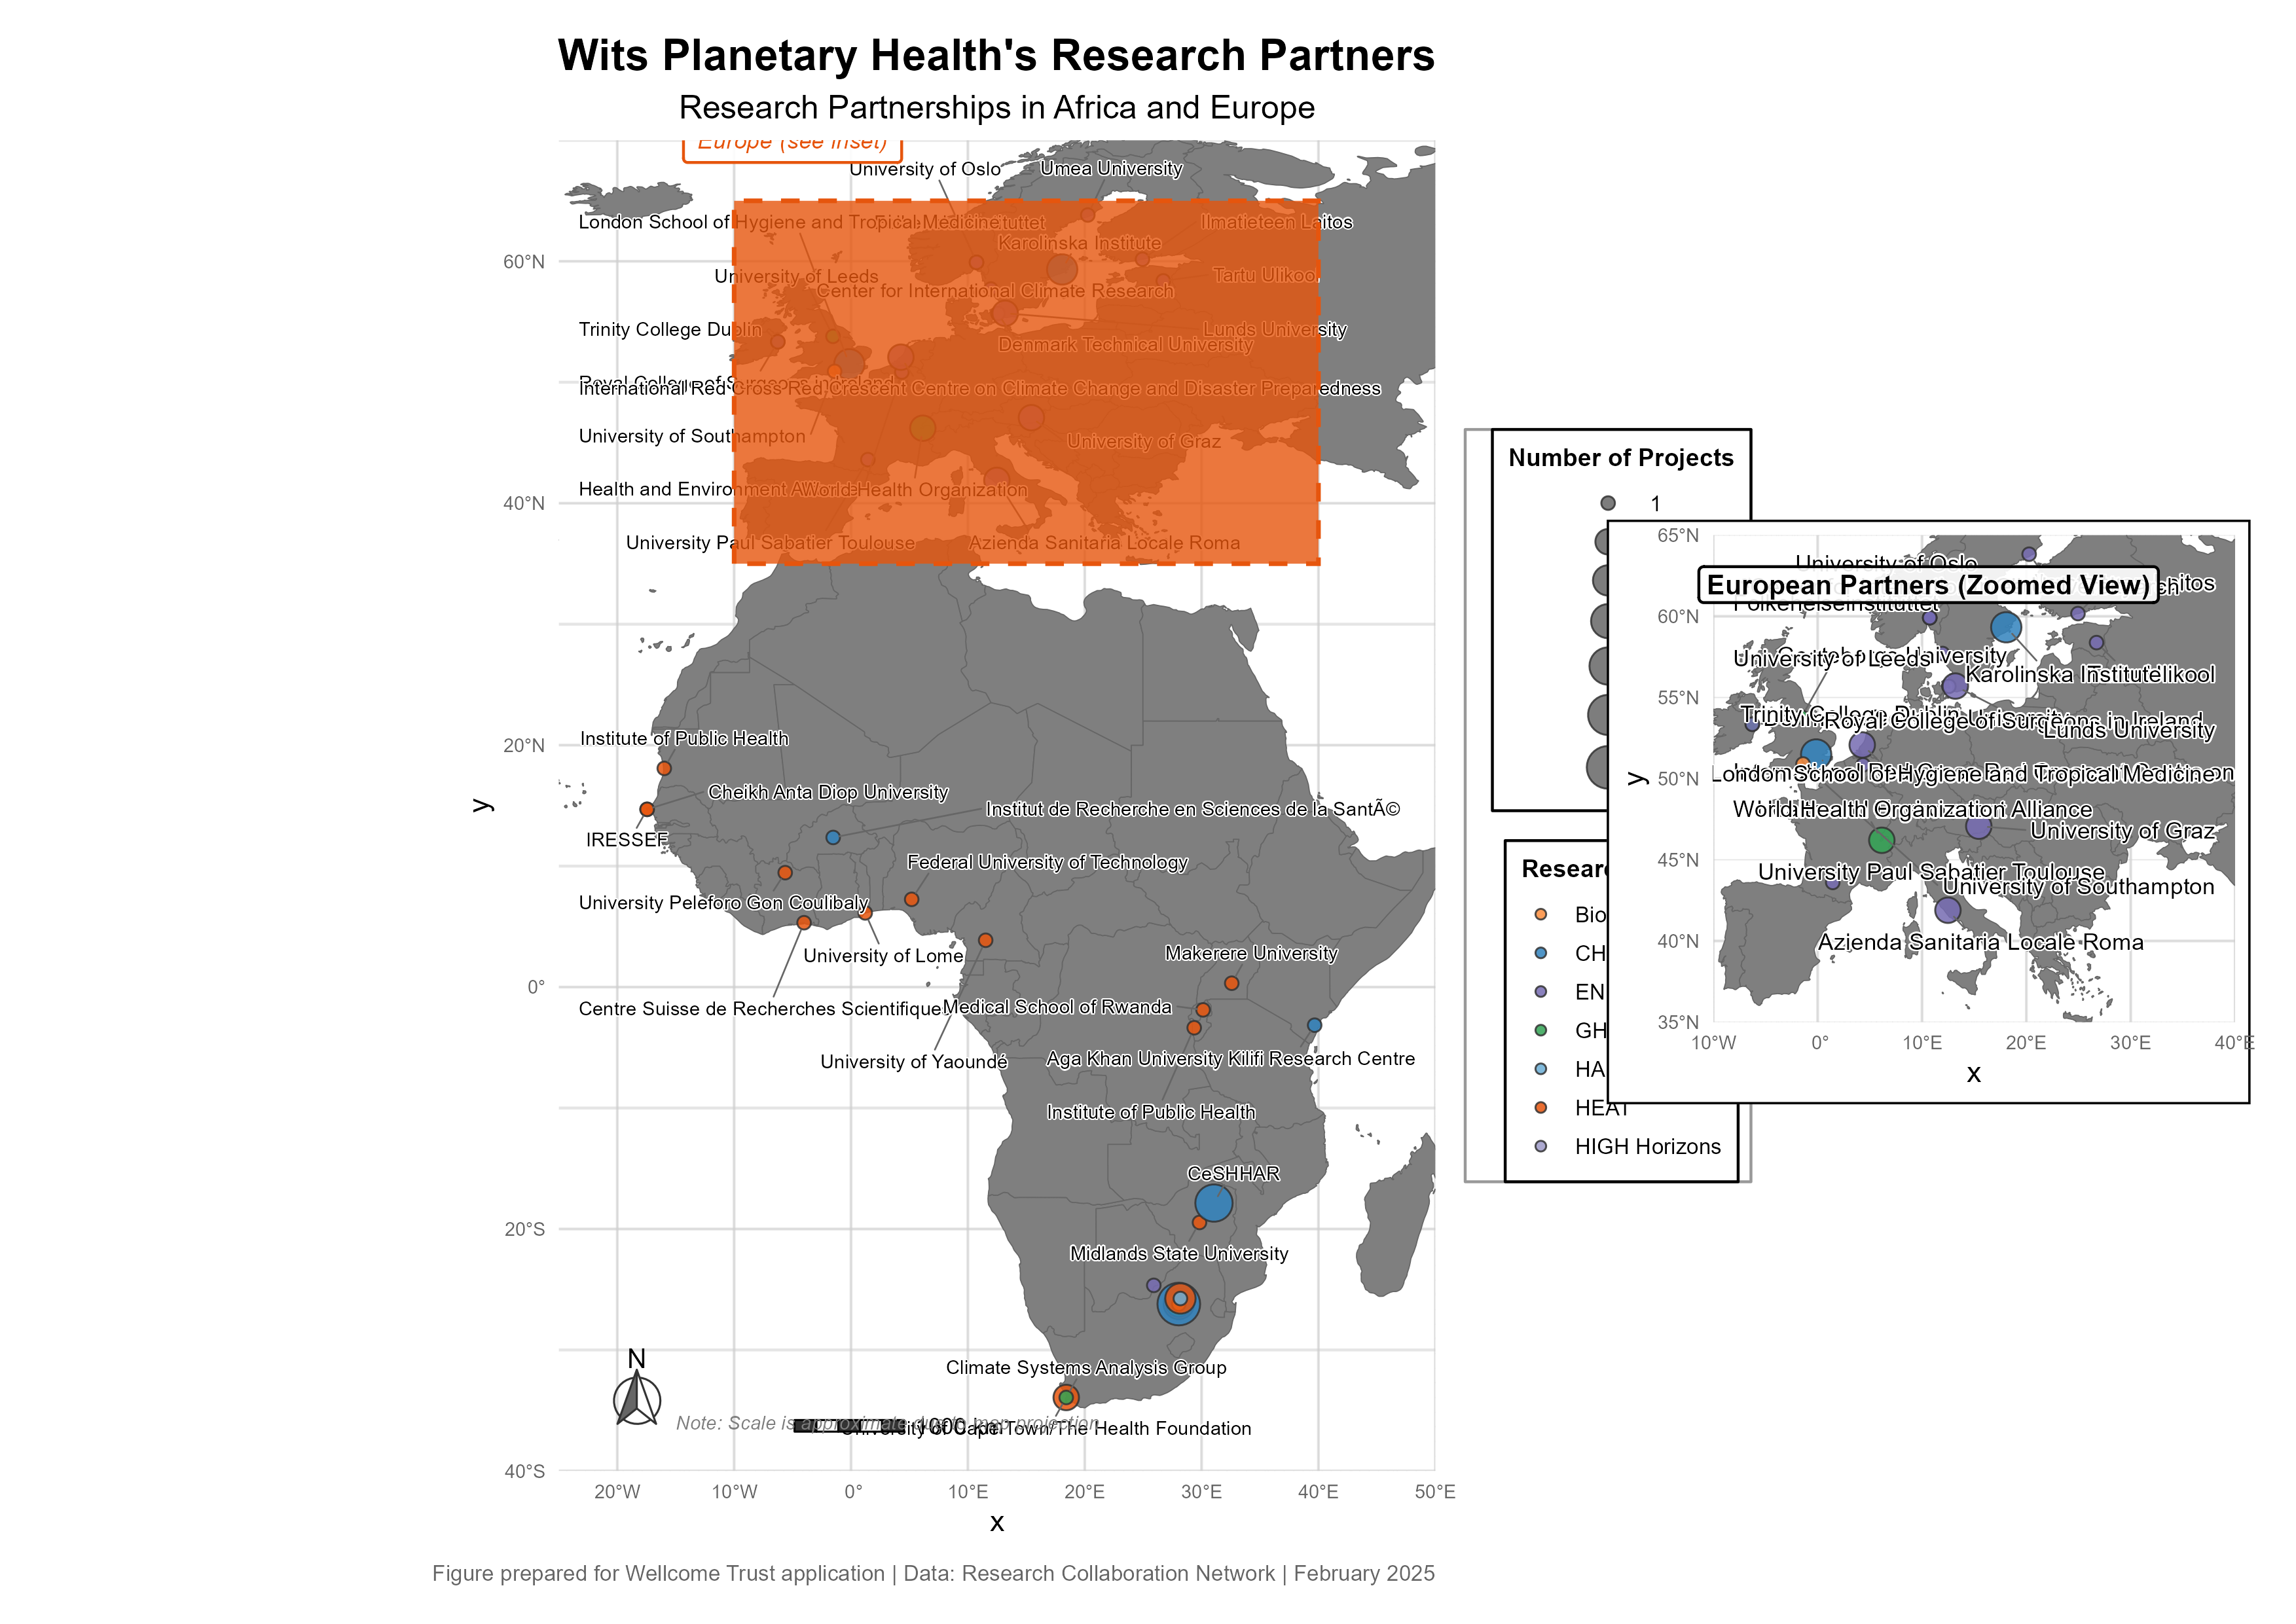 Wits Planetary Health's Research Partners
Research Partnerships in Africa and Europe
Europe (see inset)
University of Oslo
Umea University
London School of Hygiene and Tropical Medicine
Ilmatieteen Laitos
Karolinska Institute
University of Leeds
Tartu Ulikool
Center for International Climate Research
Trinity College Dublin
Lunds University
Denmark Technical University
Royal College of Surgeons in Ireland
International Red Cross Red Crescent Centre on Climate Change and Disaster Preparedness
University of Southampton
University of Graz
Health and Environment
World Health Organization
University Paul Sabatier Toulouse
Azienda Sanitaria Locale Roma
Institute of Public Health
Cheikh Anta Diop University
Institut de Recherche en Sciences de la SantÃ©
IRESSEF
Federal University of Technology
University Peleforo Gon Coulibaly
University of Lome
Makerere University
Centre Suisse de Recherches Scientifique
Medical School of Rwanda
University of Yaoundé
Aga Khan University Kilifi Research Centre
Institute of Public Health
CeSHHAR
Midlands State University
Climate Systems Analysis Group
University of Cape Town/The Health Foundation
N
Note: Scale is approximate due to map projection
1000 km
60°N
40°N
20°N
0°
20°S
40°S
y
20°W
10°W
0°
10°E
20°E
30°E
40°E
50°E
x
Number of Projects
1
Resear
Bio
CH
EN
GH
HA
HEAT
HIGH Horizons
European Partners (Zoomed View)
University of Oslo
itos
Folkehelseinstituttet
University of Leeds
University
Karolinska Institute
likool
Trinity College Dublin
Royal College of Surgeons in Ireland
Lunds University
London School of Hygiene and Tropical Medicine
World Health Organization
Alliance
University of Graz
University Paul Sabatier Toulouse
University of Southampton
Azienda Sanitaria Locale Roma
65°N
60°N
55°N
50°N
45°N
40°N
35°N
y
10°W
0°
10°E
20°E
30°E
40°E
x
Figure prepared for Wellcome Trust application | Data: Research Collaboration Network | February 2025